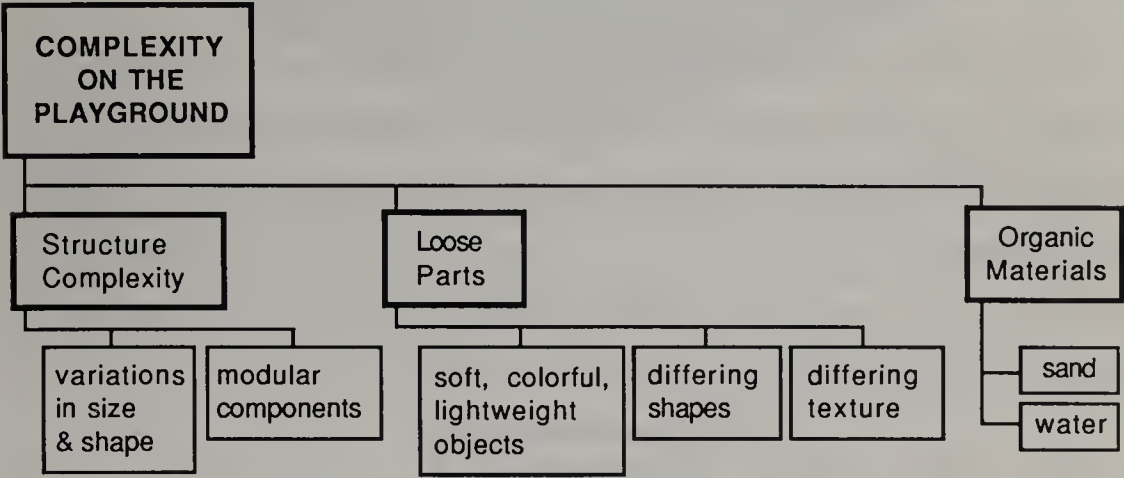 COMPLEXITY
ON THE
PLAYGROUND
Structure
Complexity
Loose
Parts
Organic
Materials
variations
in size
& shape
modular
components
soft, colorful,
lightweight
objects
differing
shapes
differing
texture
sand
water